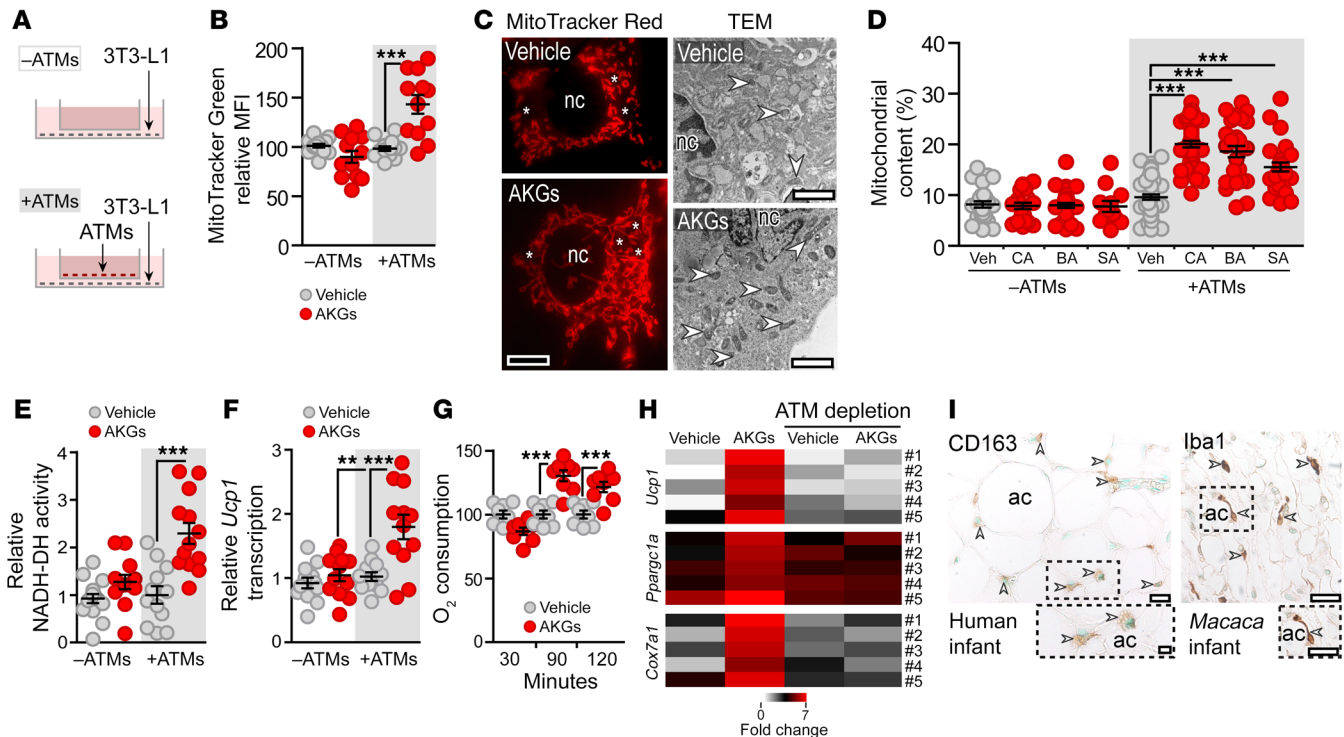 A
–ATMs
3T3-L1
+ATMs
3T3-L1
ATMs
B
MitoTracker Green
relative MFI
200
150
100
50
0
***
–ATMs
+ATMs
Vehicle
AKGs
C
MitoTracker Red
TEM
Vehicle
nc
*
*
Vehicle
nc
AKGs
nc
*
*
*
*
AKGs
nc
D
Mitochondrial
content (%)
40
30
20
10
0
***
***
***
Veh
CA
BA
SA
Veh
CA
BA
SA
–ATMs
+ATMs
E
Vehicle
AKGs
Relative
NADH-DH activity
4
3
2
1
0
***
–ATMs
+ATMs
F
Vehicle
AKGs
Relative Ucp1
transcription
3
2
1
0
**
***
–ATMs
+ATMs
G
O2 consumption
150
100
50
0
***
***
Vehicle
AKGs
30
90
120
Minutes
H
ATM depletion
Vehicle
AKGs
Vehicle
AKGs
Ucp1
#1
#2
#3
#4
#5
Ppargc1a
#1
#2
#3
#4
#5
Cox7a1
#1
#2
#3
#4
#5
0
7
Fold change
I
CD163
ac
Human
infant
ac
Iba1
ac
Macaca
infant
ac